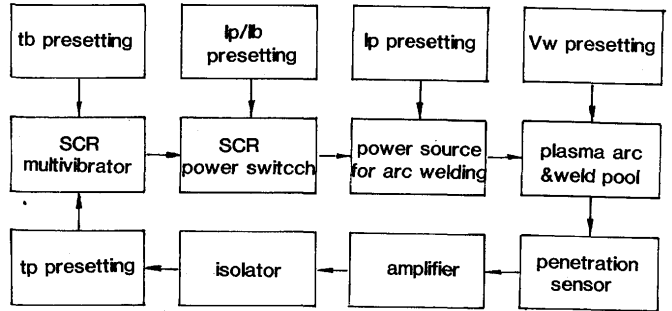 tb presetting
Ip/Ib
presetting
Ip presetting
Vw presetting
SCR
multivibrator
SCR
power switcch
power source
for arc welding
plasma arc
&weld pool
tp presetting
isolator
amplifier
penetration
sensor